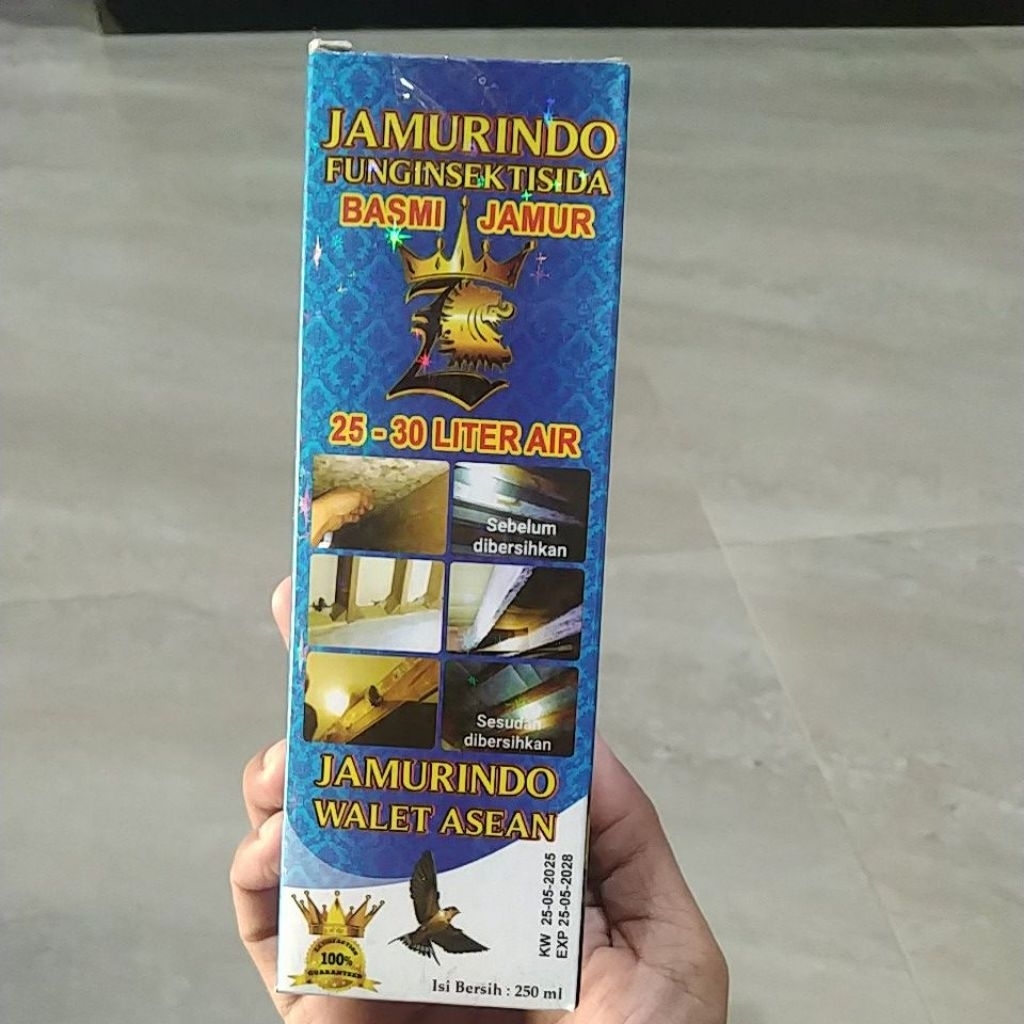 JAMURINDO
FUNGINSEKTISIDA
BASMI JAMUR
25 - 30 LITER AIR
Sebelum
dibersihkan
Sesudah
dibersihkan
JAMURINDO
WALET ASEAN
KW 25-05-2025
EXP 25-05-2028
SATISFACTION
100%
GUARANTEED
Isi Bersih : 250 ml